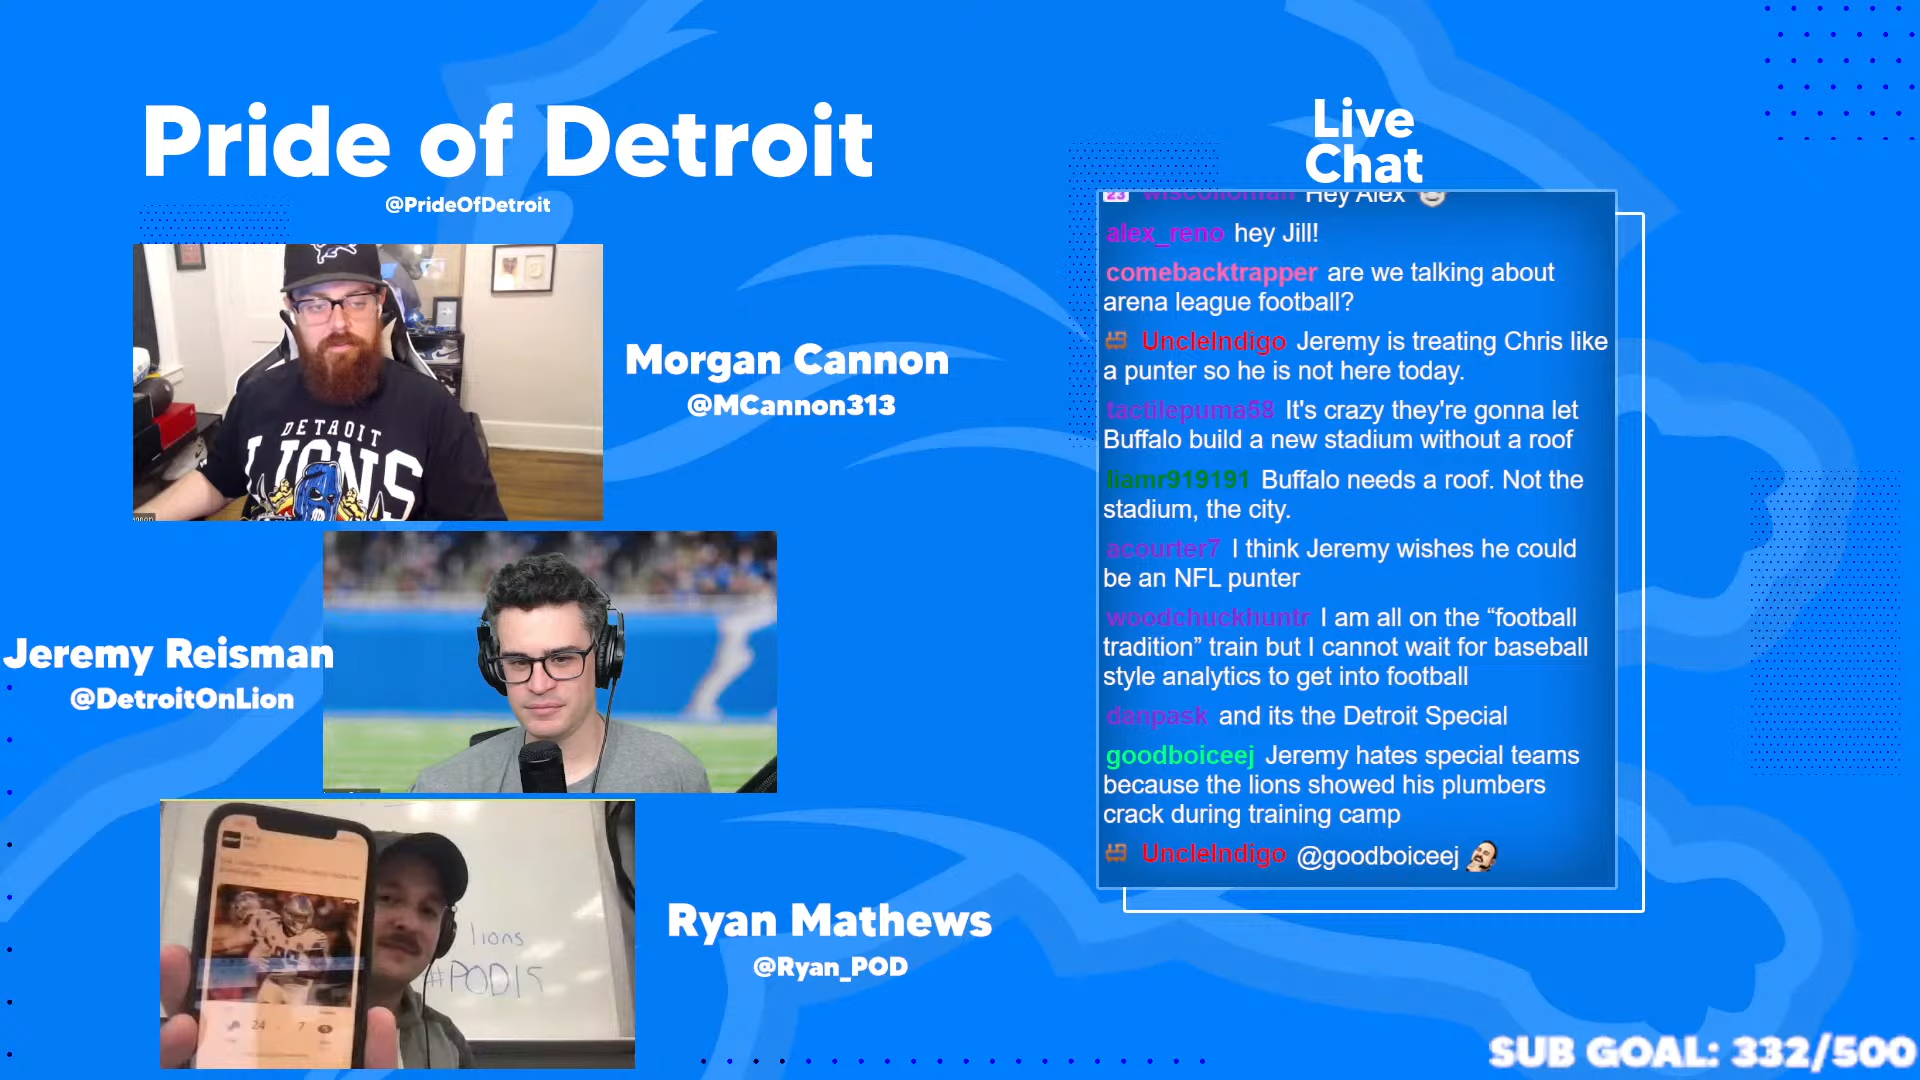 Pride of Detroit
@PrideOfDetroit
DETROIT
LIONS
Morgan Cannon
@MCannon313
Jeremy Reisman
@DetroitOnLion
lions
#POD15
24 - 7
Ryan Mathews
@Ryan_POD
Live
Chat
wiscolioman Hey Alex
alex_reno hey Jill!
comebacktrapper are we talking about
arena league football?
UncleIndigo Jeremy is treating Chris like
a punter so he is not here today.
tactilepuma58 It's crazy they're gonna let
Buffalo build a new stadium without a roof
liamr919191 Buffalo needs a roof. Not the
stadium, the city.
acourter7 I think Jeremy wishes he could
be an NFL punter
woodchuckhuntr I am all on the “football
tradition” train but I cannot wait for baseball
style analytics to get into football
danpask and its the Detroit Special
goodboiceej Jeremy hates special teams
because the lions showed his plumbers
crack during training camp
UncleIndigo @goodboiceej
SUB GOAL: 332/500